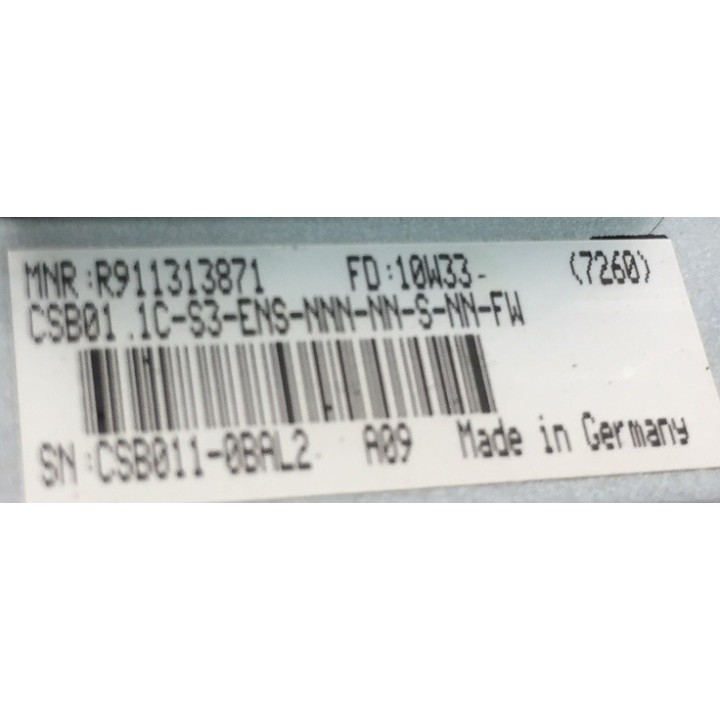 MNR:R911313871 FD:10W33- (7260)
CSB01.1C-S3-ENS-NNN-NN-S-NN-FW
SN:CSB011-0BAL2 A09 Made in Germany